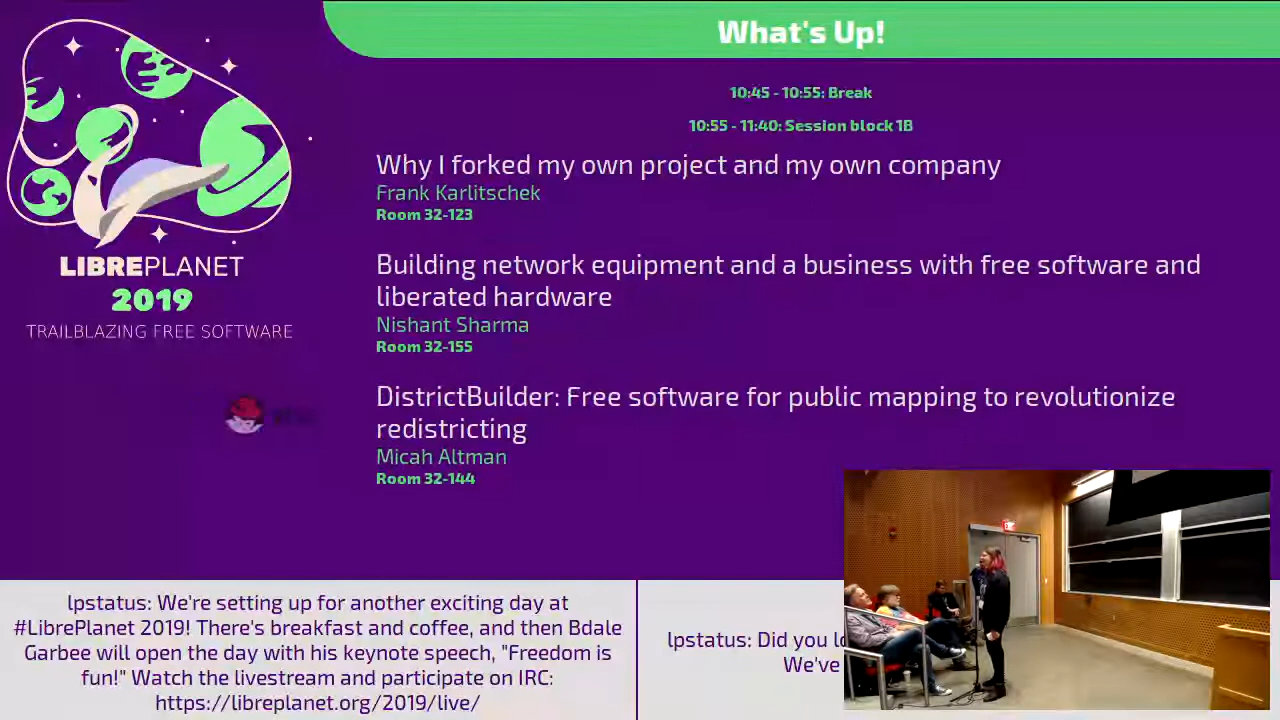 What's Up!
10:45 - 10:55: Break
10:55 - 11:40: Session block 1B
Why I forked my own project and my own company
Frank Karlitschek
Room 32-123
Building network equipment and a business with free software and
liberated hardware
Nishant Sharma
Room 32-155
DistrictBuilder: Free software for public mapping to revolutionize
redistricting
Micah Altman
Room 32-144
LIBREPLANET
2019
TRAILBLAZING FREE SOFTWARE
lpstatus: We're setting up for another exciting day at
#LibrePlanet 2019! There's breakfast and coffee, and then Bdale
Garbee will open the day with his keynote speech, "Freedom is
fun!" Watch the livestream and participate on IRC:
https://libreplanet.org/2019/live/
lpstatus: Did you
We've